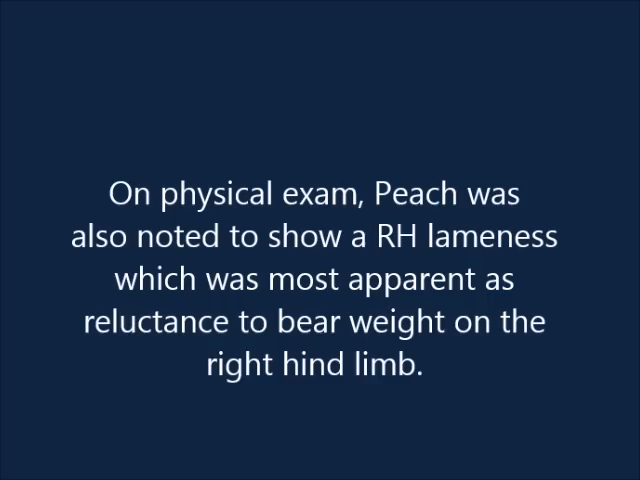 On physical exam, Peach was
also noted to show a RH lameness
which was most apparent as
reluctance to bear weight on the
right hind limb.